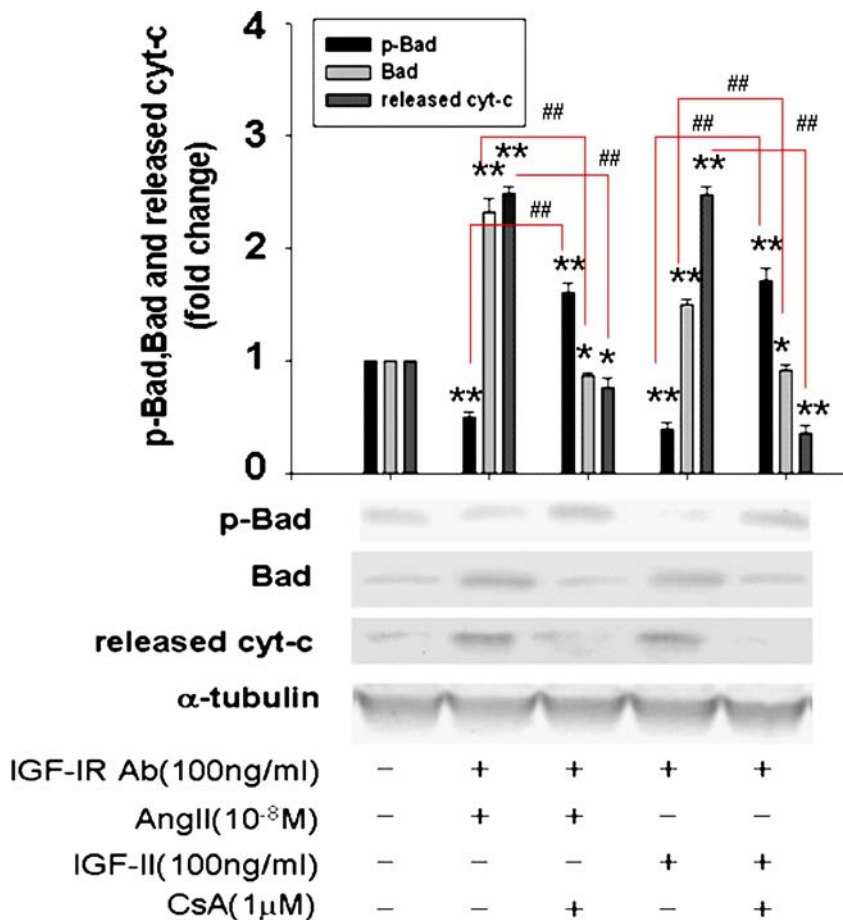 p-Bad,Bad and released cyt-c
(fold change)
4
3
2
1
0
p-Bad
Bad
released cyt-c
## ## ## ## ## ##
** ** ** ** * * ** ** ** ** * **
p-Bad
Bad
released cyt-c
α-tubulin
IGF-IR Ab(100ng/ml) − + + + +
AngII(10⁻⁸M) − + + − −
IGF-II(100ng/ml) − − − + +
CsA(1µM) − − + − +